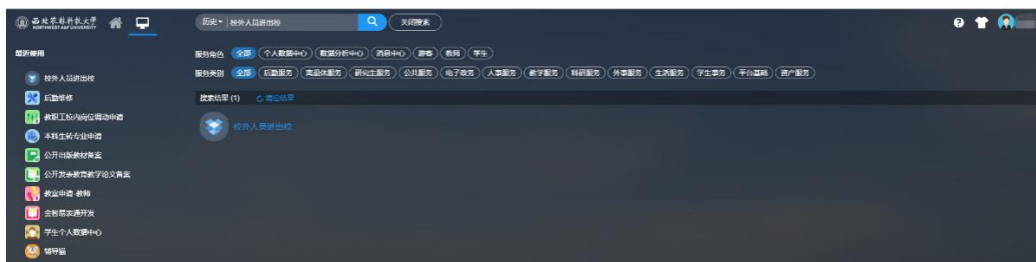 西北农林科技大学
NORTHWEST A&F UNIVERSITY
历史 校外人员进出校 关闭搜索
最近使用
校外人员进出校
后勤维修
教职工校内岗位调动申请
本科生转专业申请
公开出版教材备案
公开发表教育教学论文备案
教室申请-教师
金智易表通开发
学生个人数据中心
辅导猫
服务角色 全部 个人数据中心 数据分析中心 消息中心 游客 教师 学生
服务类别 全部 后勤服务 离退休服务 研究生服务 公共服务 电子政务 人事服务 教学服务 科研服务 外事服务 生活服务 学生事务 平台基础 资产服务
搜索结果 (1) 清空结果
校外人员进出校